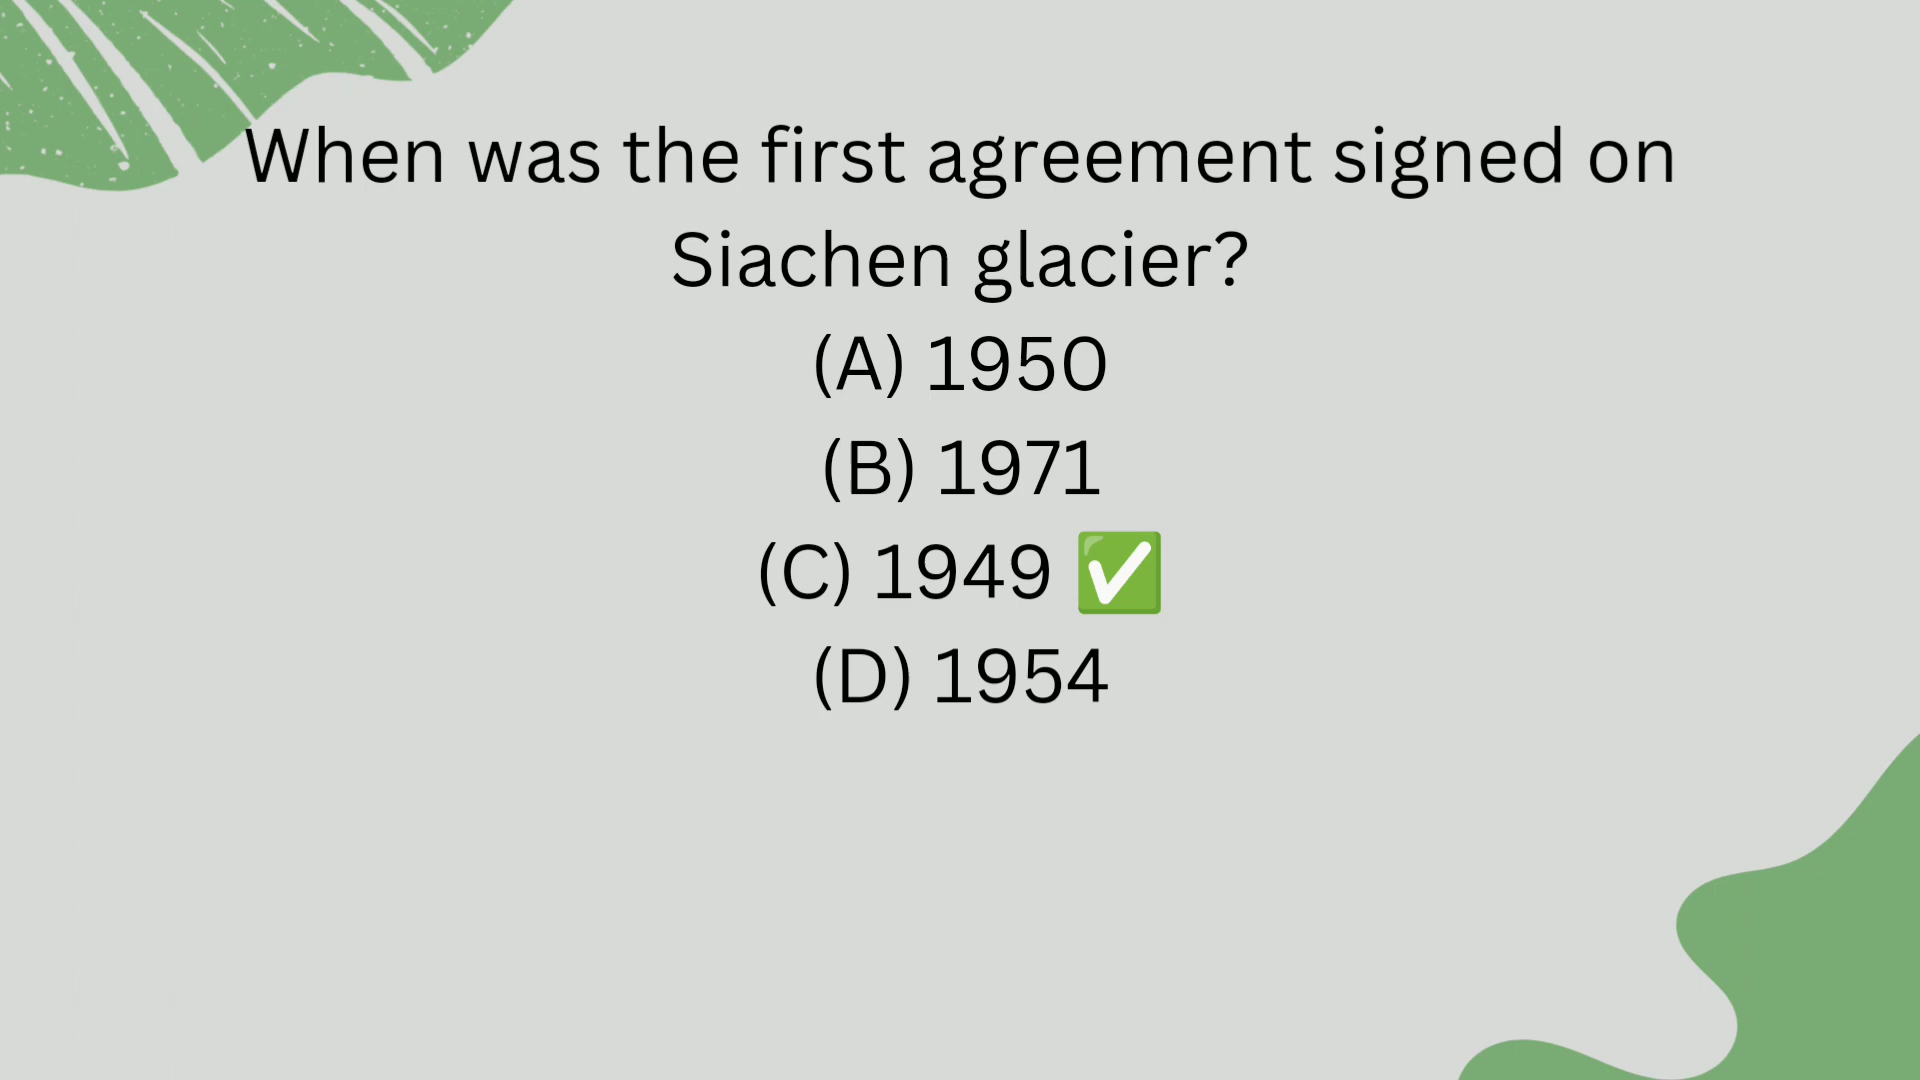 When was the first agreement signed on
Siachen glacier?
(A) 1950
(B) 1971
(C) 1949 ✅
(D) 1954